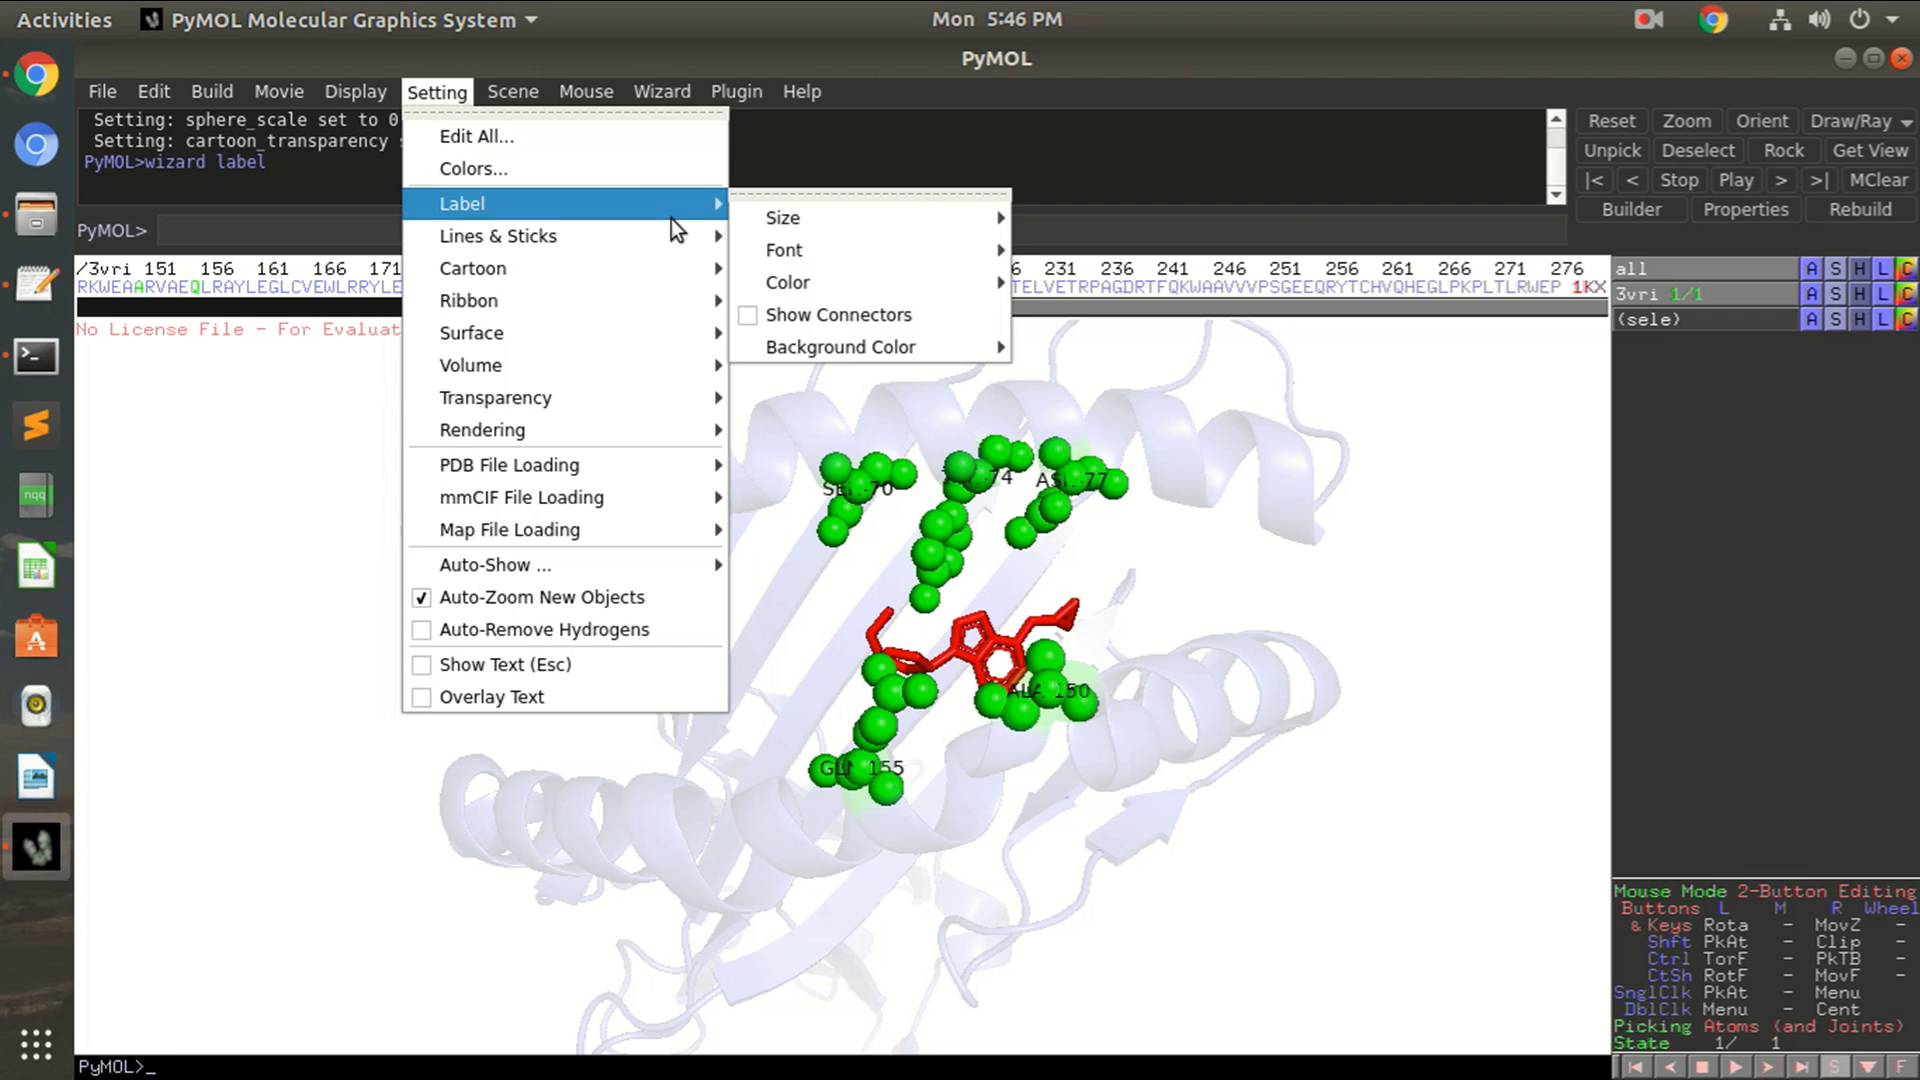 Activities PyMOL Molecular Graphics System Mon 5:46 PM
PyMOL
File Edit Build Movie Display Setting Scene Mouse Wizard Plugin Help
Setting: sphere_scale set to 0
Setting: cartoon_transparency
PyMOL>wizard label
PyMOL>
Edit All...
Colors...
Label
Lines & Sticks
Cartoon
Ribbon
Surface
Volume
Transparency
Rendering
PDB File Loading
mmCIF File Loading
Map File Loading
Auto-Show ...
Auto-Zoom New Objects
Auto-Remove Hydrogens
Show Text (Esc)
Overlay Text
Size
Font
Color
Show Connectors
Background Color
Reset Zoom Orient Draw/Ray
Unpick Deselect Rock Get View
|< < Stop Play > >| MClear
Builder Properties Rebuild
/3vri 151 156 161 166 171
6 231 236 241 246 251 256 261 266 271 276
RKWEAARVAEQLRAYLEGLCVEWLRRYLE
TELVETRPAGDRTFQKWAAVVVPSGEEQRYTCHVQHEGLPKPLTLRWEP 1KX
No License File - For Evaluat
all A S H L C
3vri 1/1 A S H L C
(sele) A S H L C
70
74
77
ALA 150
155
nqq
Mouse Mode 2-Button Editing
Buttons L M R Wheel
& Keys Rota - MovZ -
Shft PkAt - Clip -
Ctrl TorF - PkTB -
CtSh RotF - MovF -
SnglClk PkAt - Menu
DblClk Menu - Cent
Picking Atoms (and Joints)
State 1/ 1
S F
PyMOL>_